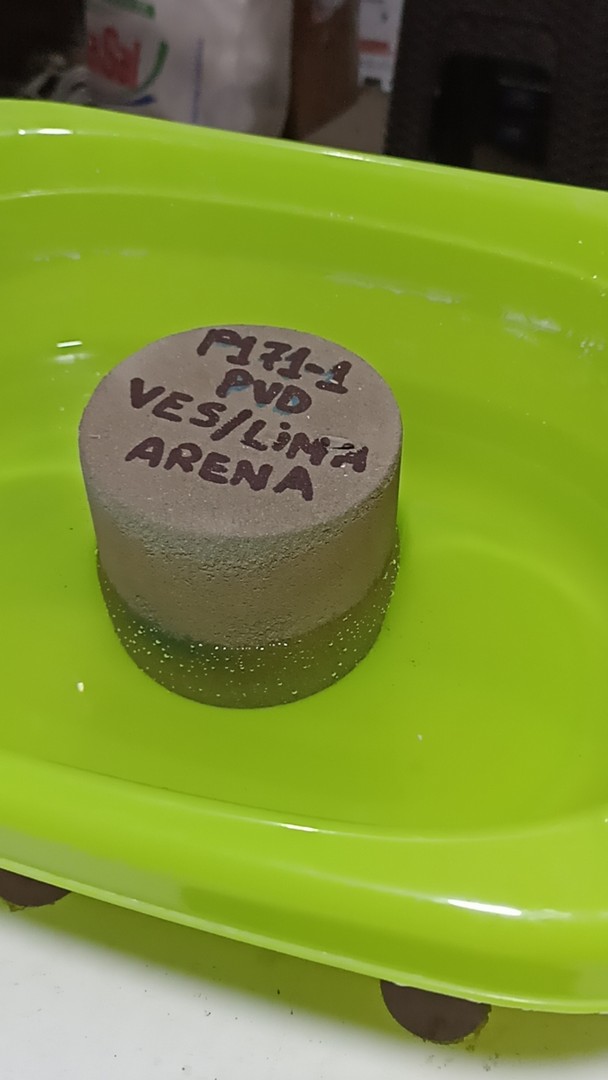 P171-1
PVD
VES/LiMA
ARENA